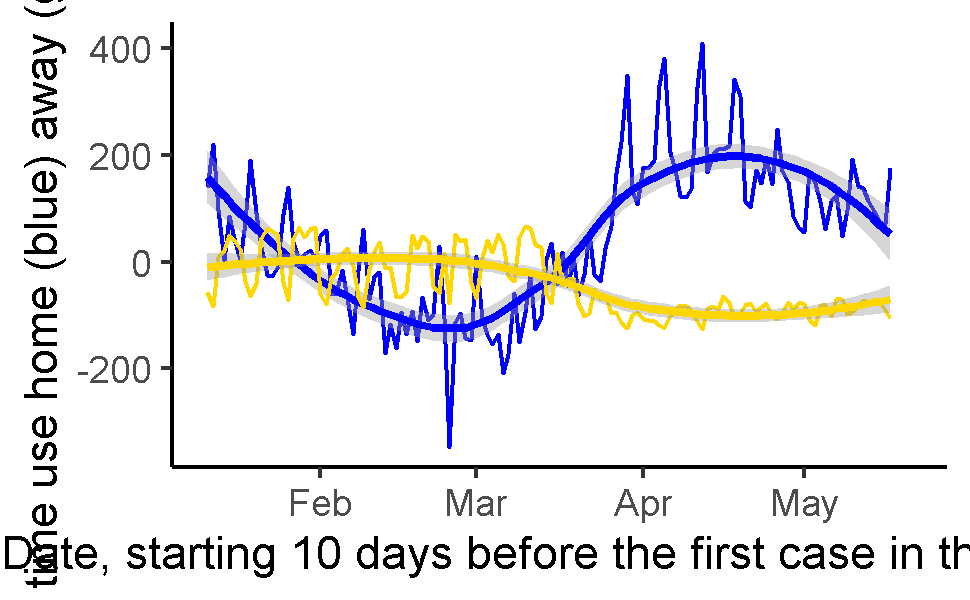 time use home (blue) away (
400
200
0
-200
Feb Mar Apr May
Date, starting 10 days before the first case in th